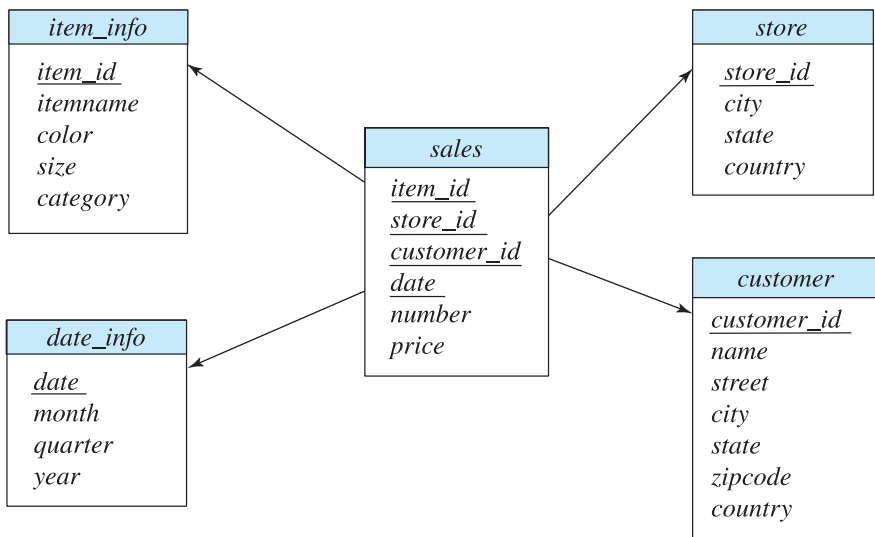 item_info
item_id
itemname
color
size
category
store
store_id
city
state
country
sales
item_id
store_id
customer_id
date
number
price
date_info
date
month
quarter
year
customer
customer_id
name
street
city
state
zipcode
country